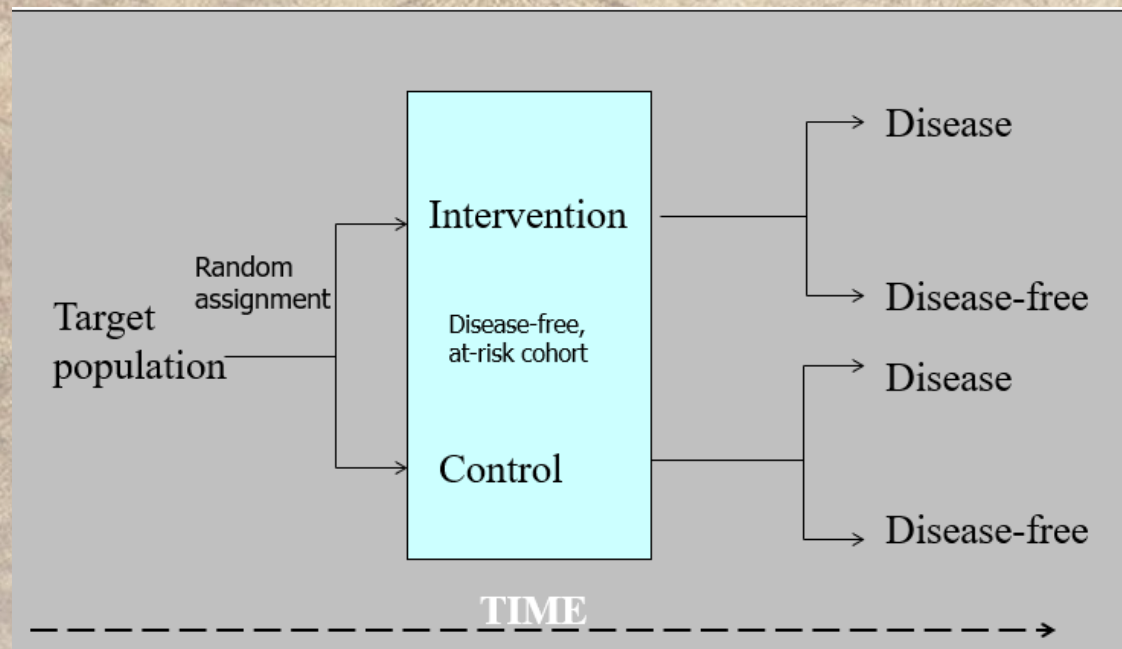 Disease
Intervention
Random
assignment
Disease-free
Target
population
Disease-free,
at-risk cohort
Disease
Control
Disease-free
TIME